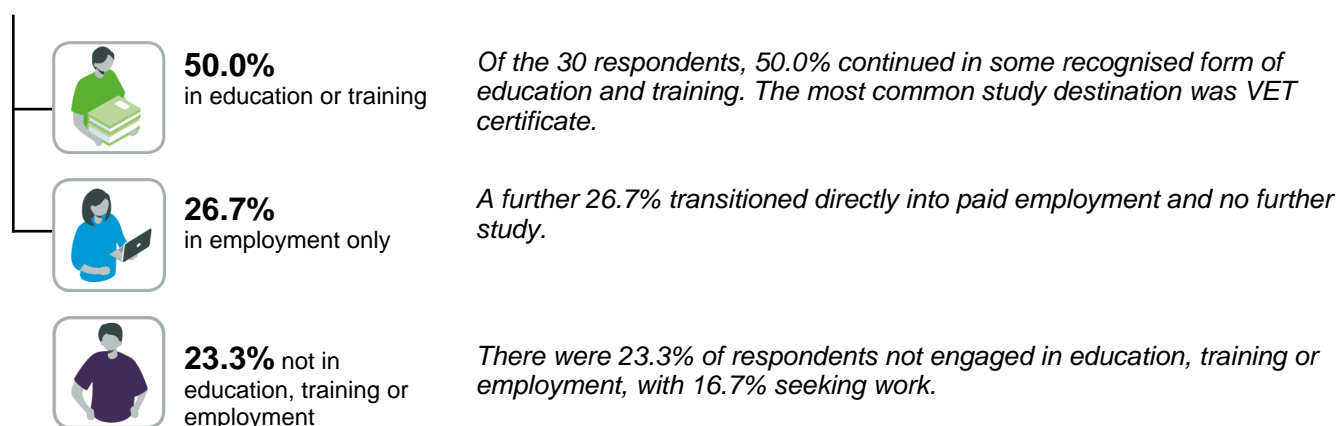 50.0%
in education or training
Of the 30 respondents, 50.0% continued in some recognised form of
education and training. The most common study destination was VET
certificate.
26.7%
in employment only
A further 26.7% transitioned directly into paid employment and no further
study.
23.3% not in
education, training or
employment
There were 23.3% of respondents not engaged in education, training or
employment, with 16.7% seeking work.